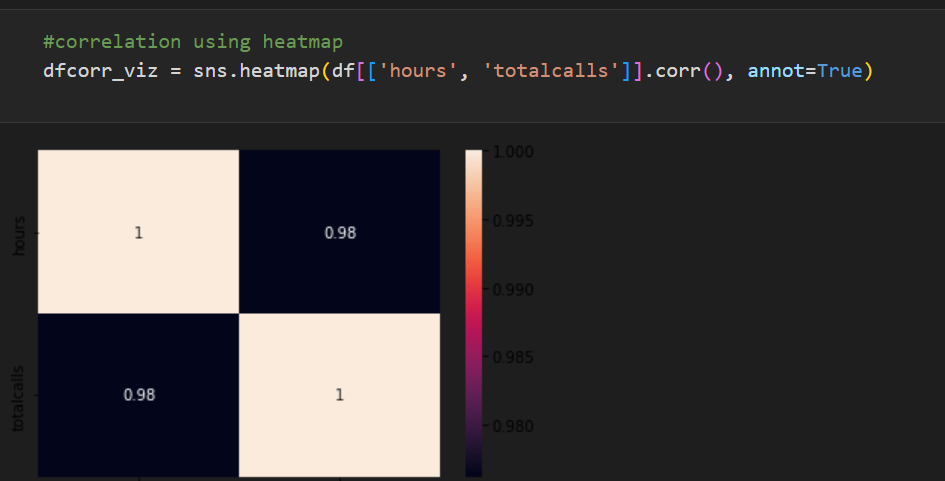 #correlation using heatmap
dfcorr_viz = sns.heatmap(df[['hours', 'totalcalls']].corr(), annot=True)
1.000
hours
1
0.98
0.995
0.990
totalcalls
0.98
1
0.985
0.980